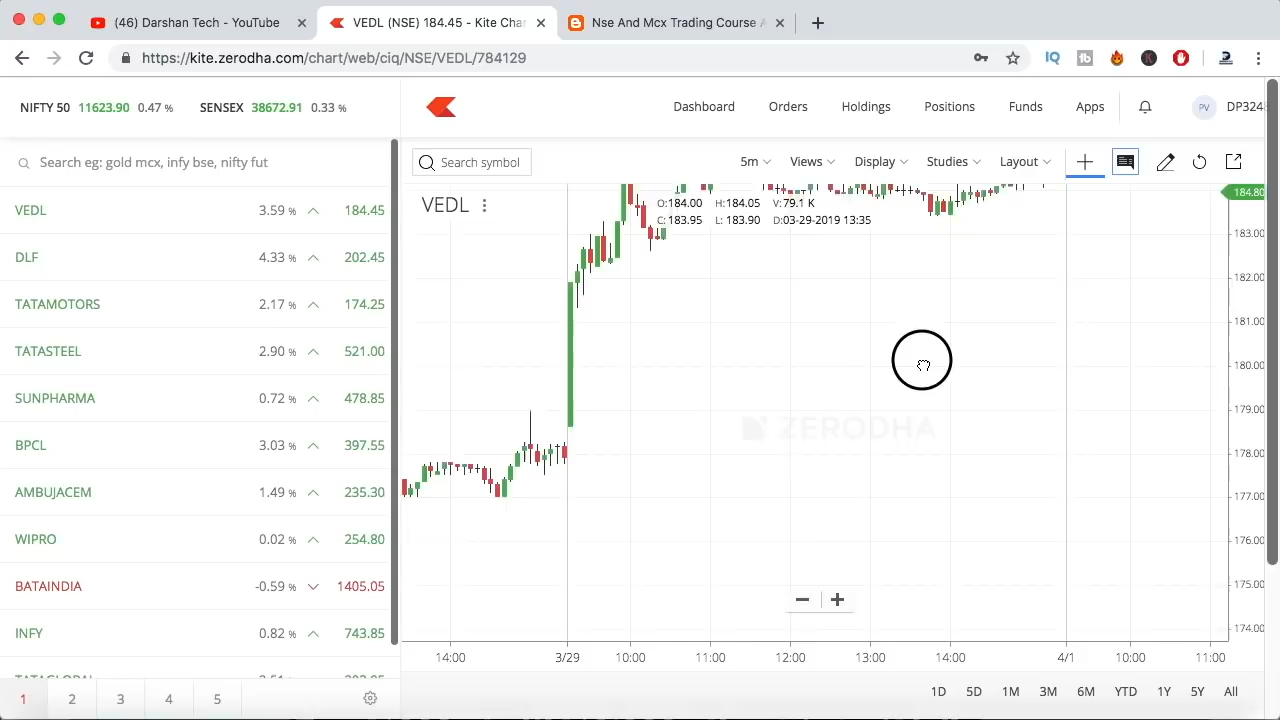 (46) Darshan Tech - YouTube
VEDL (NSE) 184.45 - Kite Char
Nse And Mcx Trading Course A
https://kite.zerodha.com/chart/web/ciq/NSE/VEDL/784129
NIFTY 50 11623.90 0.47 % SENSEX 38672.91 0.33 %
Dashboard Orders Holdings Positions Funds Apps PV DP324
Search eg: gold mcx, infy bse, nifty fut
Search symbol 5m Views Display Studies Layout
VEDL 3.59 % 184.45
DLF 4.33 % 202.45
TATAMOTORS 2.17 % 174.25
TATASTEEL 2.90 % 521.00
SUNPHARMA 0.72 % 478.85
BPCL 3.03 % 397.55
AMBUJACEM 1.49 % 235.30
WIPRO 0.02 % 254.80
BATAINDIA -0.59 % 1405.05
INFY 0.82 % 743.85
1 2 3 4 5
VEDL
O:184.00 H:184.05 V:79.1 K
C:183.95 L:183.90 D:03-29-2019 13:35
184.80
183.00
182.00
181.00
180.00
179.00
178.00
177.00
176.00
175.00
174.00
ZERODHA
14:00 3/29 10:00 11:00 12:00 13:00 14:00 4/1 10:00 11:00
1D 5D 1M 3M 6M YTD 1Y 5Y All